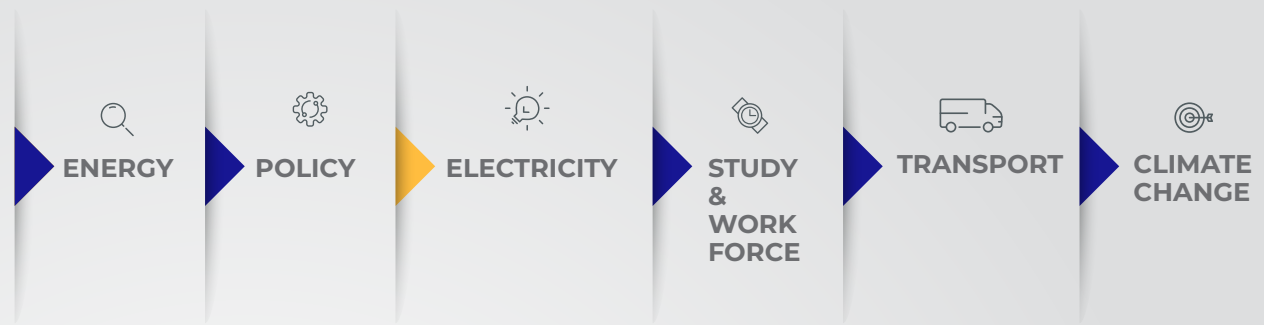 ENERGY
POLICY
ELECTRICITY
STUDY
&
WORK
FORCE
TRANSPORT
CLIMATE
CHANGE